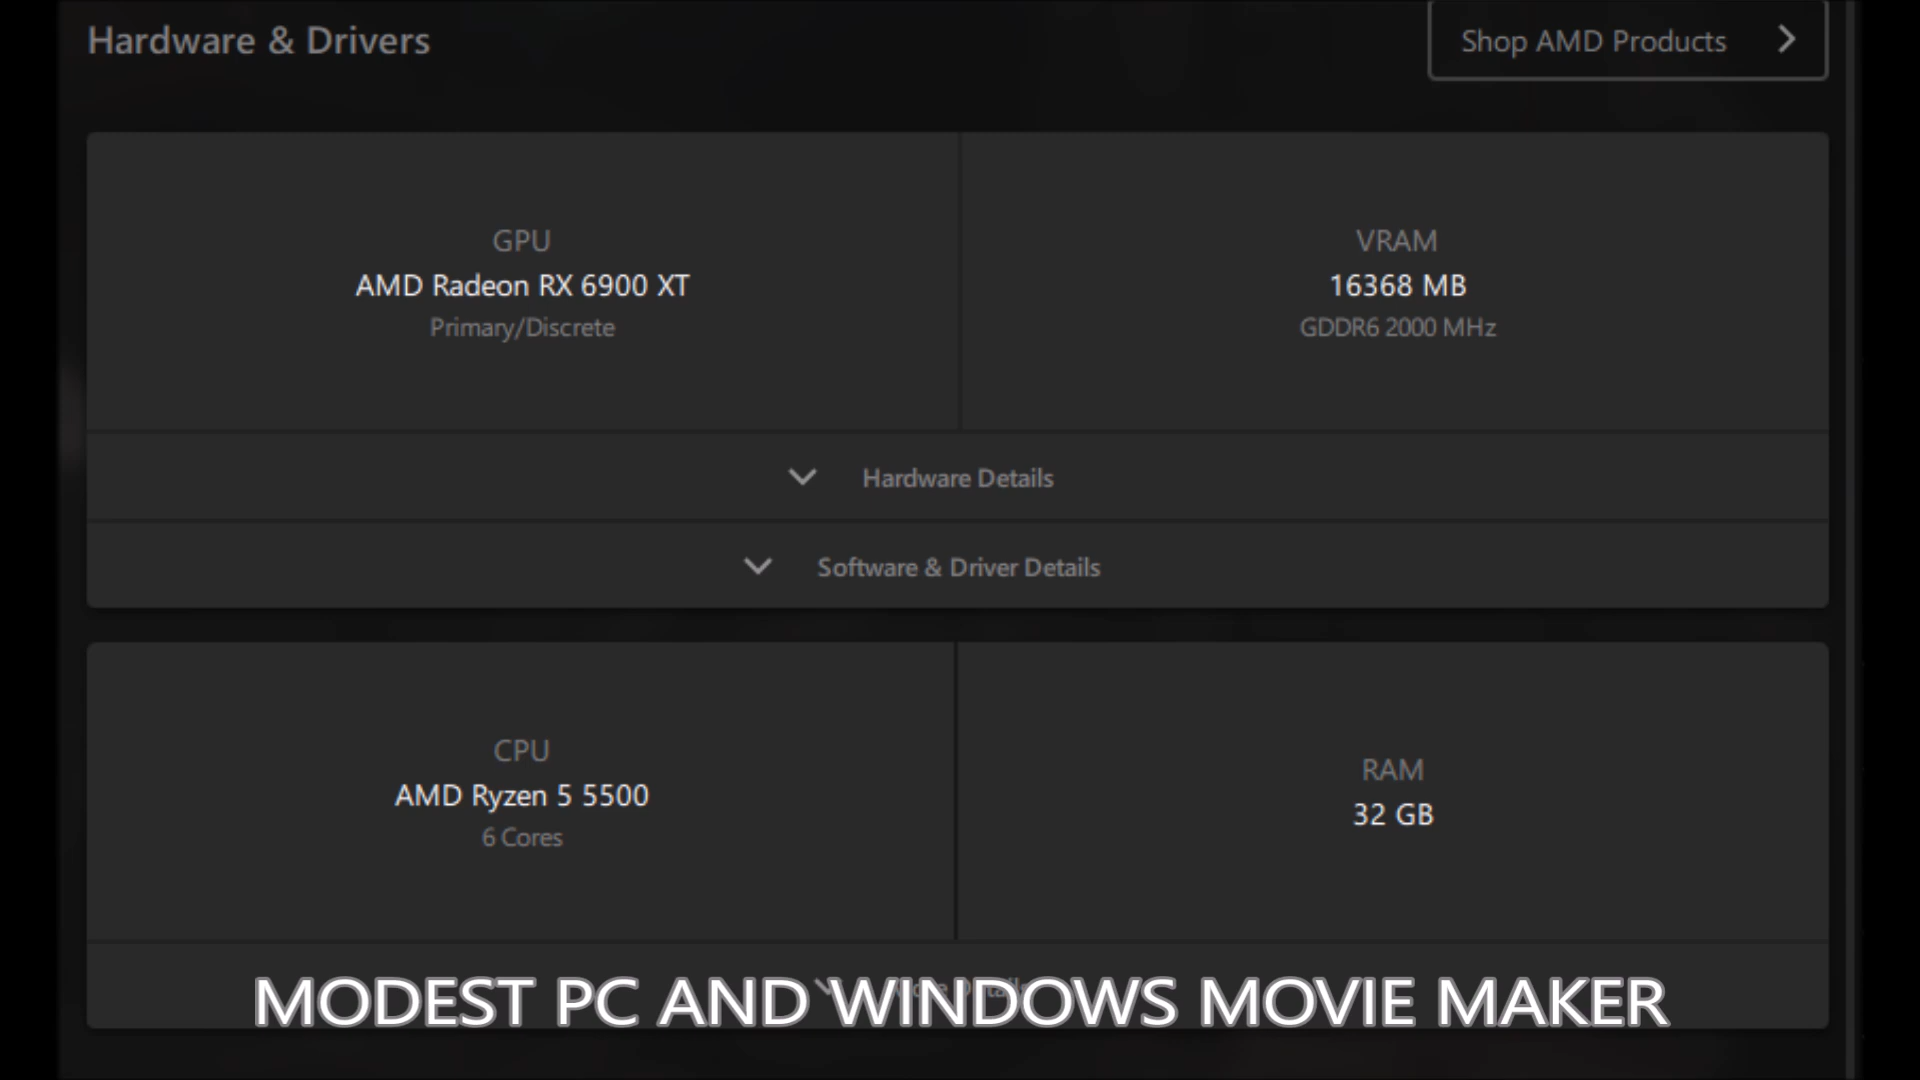 Hardware & Drivers
Shop AMD Products
GPU
AMD Radeon RX 6900 XT
Primary/Discrete
VRAM
16368 MB
GDDR6 2000 MHz
Hardware Details
Software & Driver Details
CPU
AMD Ryzen 5 5500
6 Cores
RAM
32 GB
MODEST PC AND WINDOWS MOVIE MAKER